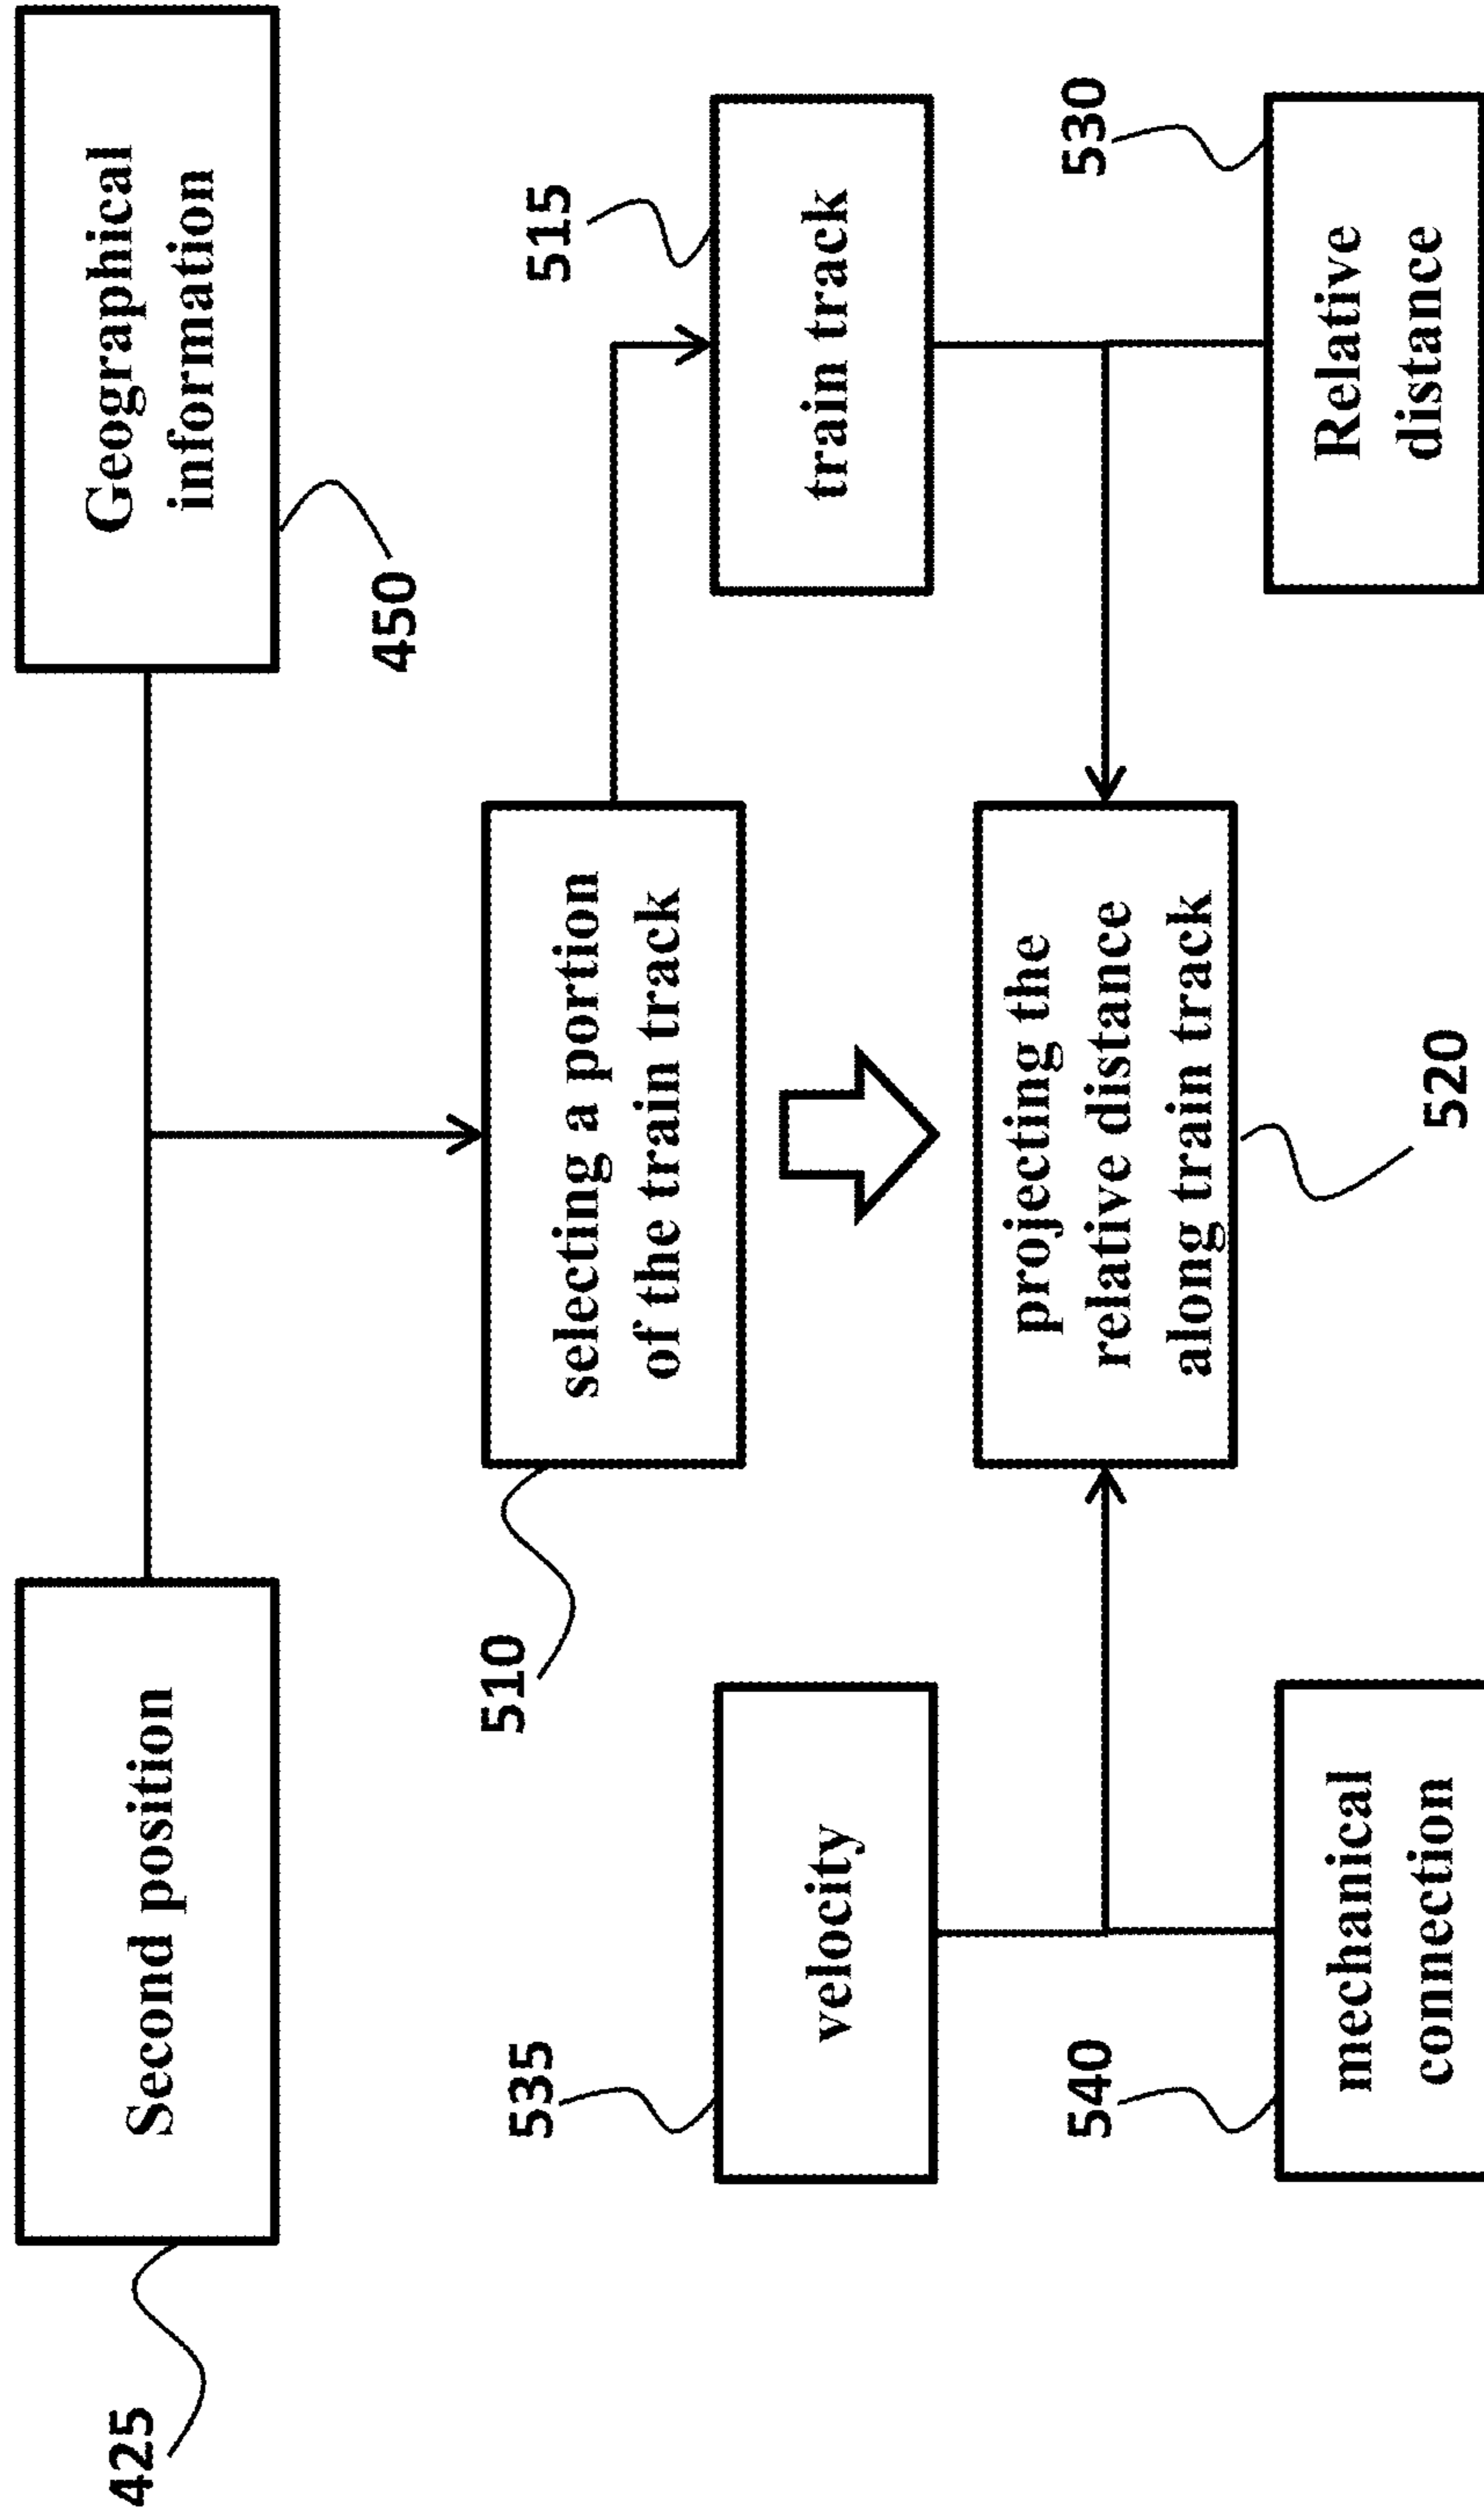 425
Second position
Geographical
information
450
510
selecting a portion
of the train track
515
train track
535
velocity
projecting the
relative distance
along train track
520
530
Relative
distance
540
mechanical
connection